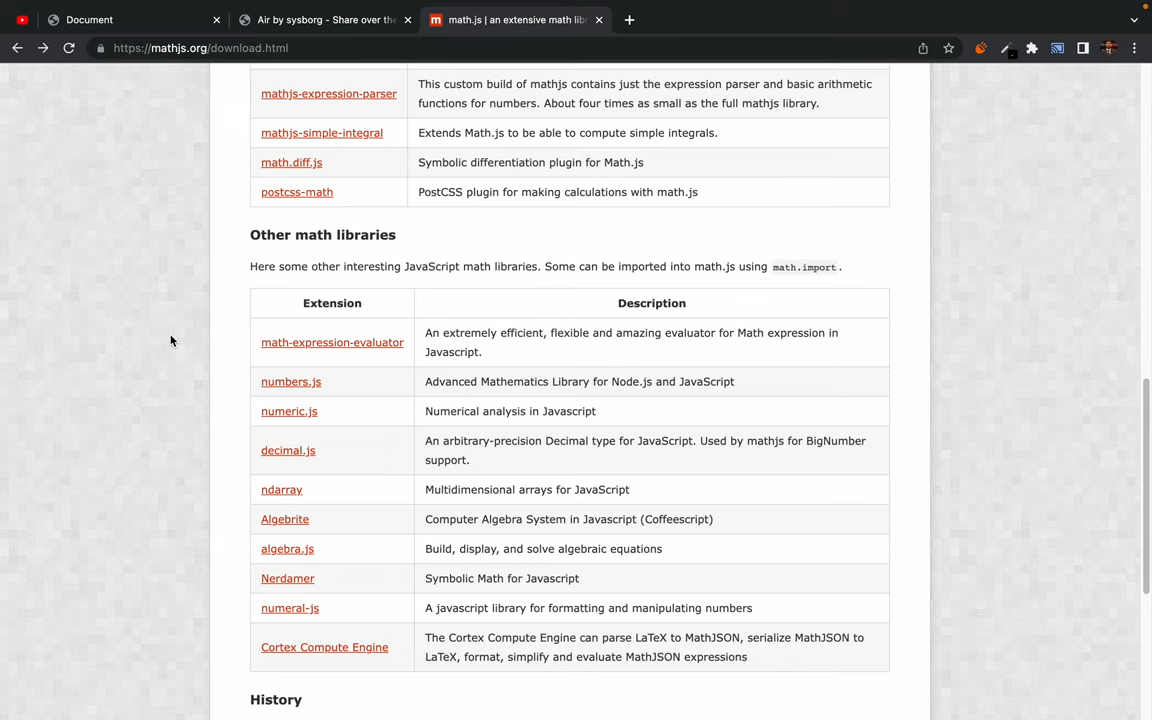 Document
Air by sysborg - Share over the
math.js | an extensive math lib
https://mathjs.org/download.html
mathjs-expression-parser
This custom build of mathjs contains just the expression parser and basic arithmetic
functions for numbers. About four times as small as the full mathjs library.
mathjs-simple-integral
Extends Math.js to be able to compute simple integrals.
math.diff.js
Symbolic differentiation plugin for Math.js
postcss-math
PostCSS plugin for making calculations with math.js
Other math libraries
Here some other interesting JavaScript math libraries. Some can be imported into math.js using math.import.
Extension
Description
math-expression-evaluator
An extremely efficient, flexible and amazing evaluator for Math expression in
Javascript.
numbers.js
Advanced Mathematics Library for Node.js and JavaScript
numeric.js
Numerical analysis in Javascript
decimal.js
An arbitrary-precision Decimal type for JavaScript. Used by mathjs for BigNumber
support.
ndarray
Multidimensional arrays for JavaScript
Algebrite
Computer Algebra System in Javascript (Coffeescript)
algebra.js
Build, display, and solve algebraic equations
Nerdamer
Symbolic Math for Javascript
numeral-js
A javascript library for formatting and manipulating numbers
Cortex Compute Engine
The Cortex Compute Engine can parse LaTeX to MathJSON, serialize MathJSON to
LaTeX, format, simplify and evaluate MathJSON expressions
History